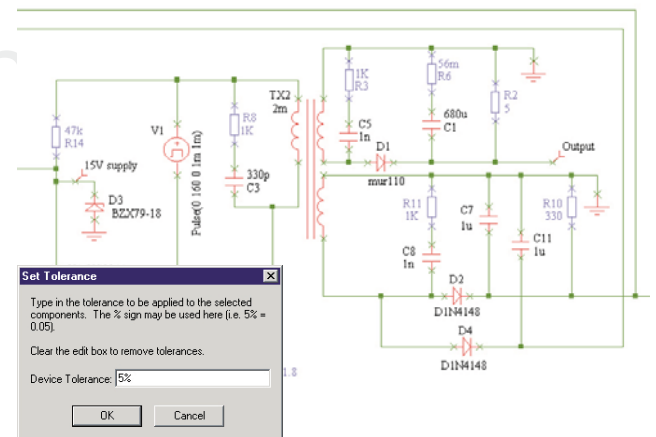 1K
R3
56m
R6
R2
5
TX2
2m
680u
C1
47k
R14
V1
R8
1K
C5
1n
D1
Output
15V supply
Pulse(0 160 0 1m 1m)
330p
C3
mur110
D3
BZX79-18
R11
1K
C7
1u
R10
330
C11
1u
C8
1n
D2
D1N4148
D4
D1N4148
Set Tolerance
Type in the tolerance to be applied to the selected
components. The % sign may be used here (i.e. 5% =
0.05).
Clear the edit box to remove tolerances.
Device Tolerance: 5%
OK Cancel
1.8